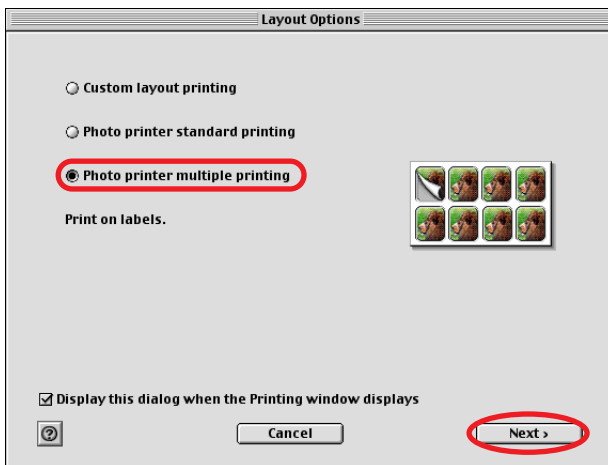 Layout Options
Custom layout printing
Photo printer standard printing
Photo printer multiple printing
Print on labels.
Display this dialog when the Printing window displays
?
Cancel
Next ›